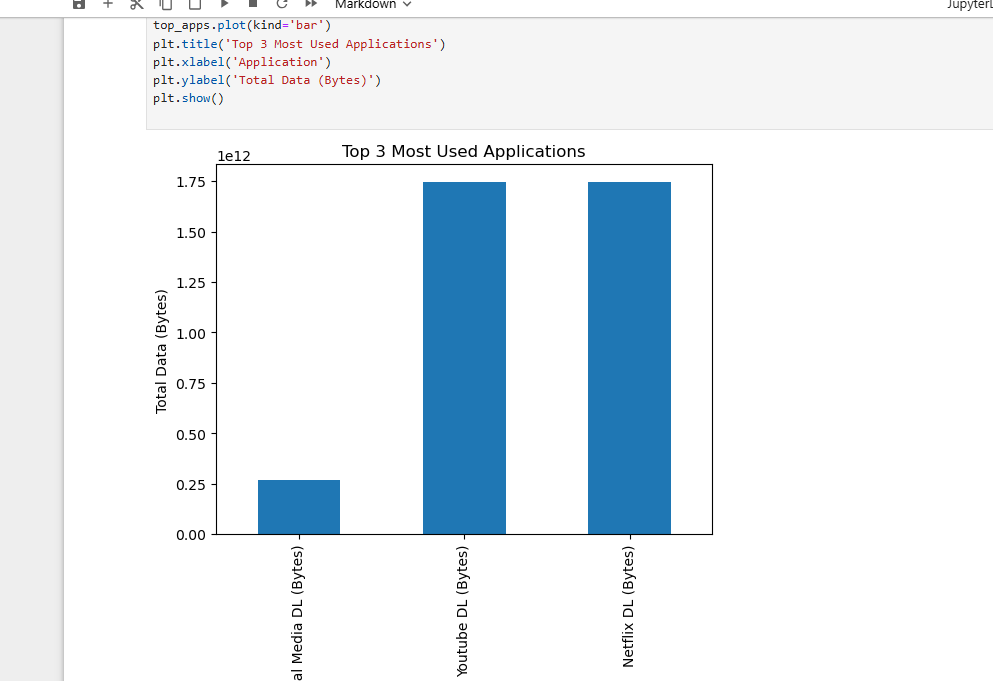 Markdown
top_apps.plot(kind='bar')
plt.title('Top 3 Most Used Applications')
plt.xlabel('Application')
plt.ylabel('Total Data (Bytes)')
plt.show()
Top 3 Most Used Applications
1e12
1.75
1.50
1.25
1.00
0.75
0.50
0.25
0.00
Total Data (Bytes)
al Media DL (Bytes)
Youtube DL (Bytes)
Netflix DL (Bytes)